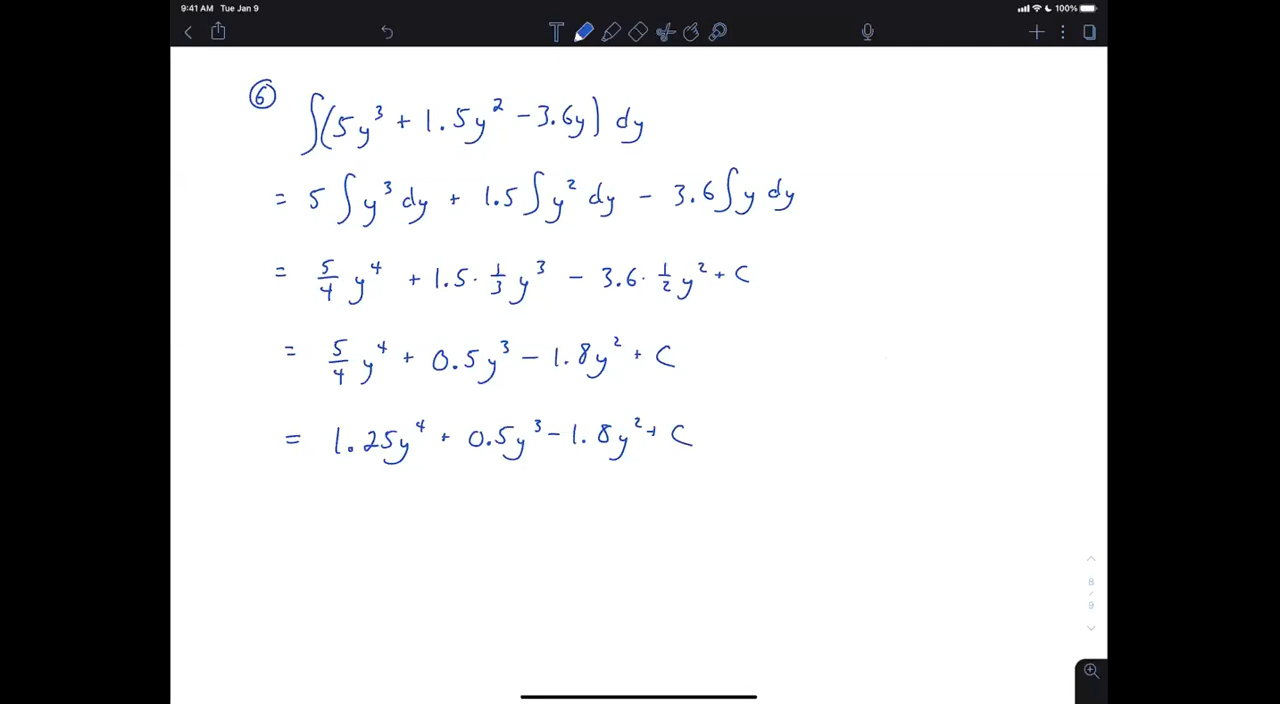 9:41 AM Tue Jan 9
100%
⑥ ∫(5y³ + 1.5y² - 3.6y) dy
= 5 ∫ y³ dy + 1.5 ∫ y² dy - 3.6 ∫ y dy
= 5/4 y⁴ + 1.5 · 1/3 y³ - 3.6 · 1/2 y² + C
= 5/4 y⁴ + 0.5y³ - 1.8y² + C
= 1.25y⁴ + 0.5y³ - 1.8y² + C
8
/
9